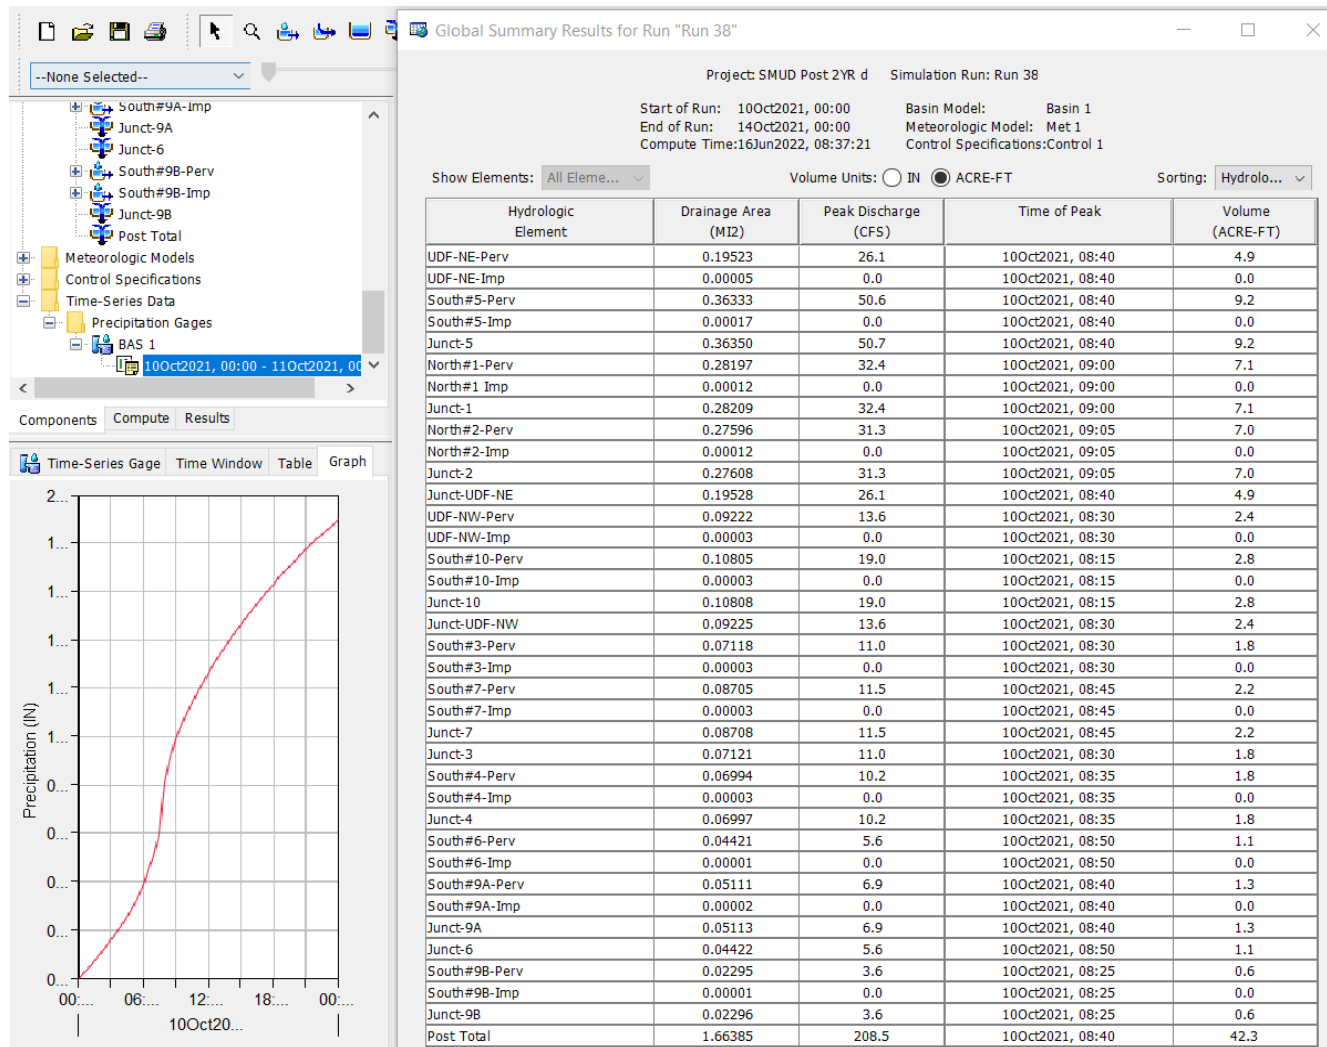 Global Summary Results for Run "Run 38"
--None Selected--
South#9A-Imp
Junct-9A
Junct-6
South#9B-Perv
South#9B-Imp
Junct-9B
Post Total
Meteorologic Models
Control Specifications
Time-Series Data
Precipitation Gages
BAS 1
10Oct2021, 00:00 - 11Oct2021, 00
Components Compute Results
Time-Series Gage Time Window Table Graph
2...
1...
1...
1...
1...
1...
0...
0...
0...
0...
0...
Precipitation (IN)
00:... 06:... 12:... 18:... 00:...
10Oct20...
Project: SMUD Post 2YR d Simulation Run: Run 38
Start of Run: 10Oct2021, 00:00 Basin Model: Basin 1
End of Run: 14Oct2021, 00:00 Meteorologic Model: Met 1
Compute Time:16Jun2022, 08:37:21 Control Specifications:Control 1
Show Elements: All Eleme... Volume Units: IN ACRE-FT Sorting: Hydrolo...
Hydrologic Drainage Area Peak Discharge Time of Peak Volume
Element (MI2) (CFS) (ACRE-FT)
UDF-NE-Perv 0.19523 26.1 10Oct2021, 08:40 4.9
UDF-NE-Imp 0.00005 0.0 10Oct2021, 08:40 0.0
South#5-Perv 0.36333 50.6 10Oct2021, 08:40 9.2
South#5-Imp 0.00017 0.0 10Oct2021, 08:40 0.0
Junct-5 0.36350 50.7 10Oct2021, 08:40 9.2
North#1-Perv 0.28197 32.4 10Oct2021, 09:00 7.1
North#1 Imp 0.00012 0.0 10Oct2021, 09:00 0.0
Junct-1 0.28209 32.4 10Oct2021, 09:00 7.1
North#2-Perv 0.27596 31.3 10Oct2021, 09:05 7.0
North#2-Imp 0.00012 0.0 10Oct2021, 09:05 0.0
Junct-2 0.27608 31.3 10Oct2021, 09:05 7.0
Junct-UDF-NE 0.19528 26.1 10Oct2021, 08:40 4.9
UDF-NW-Perv 0.09222 13.6 10Oct2021, 08:30 2.4
UDF-NW-Imp 0.00003 0.0 10Oct2021, 08:30 0.0
South#10-Perv 0.10805 19.0 10Oct2021, 08:15 2.8
South#10-Imp 0.00003 0.0 10Oct2021, 08:15 0.0
Junct-10 0.10808 19.0 10Oct2021, 08:15 2.8
Junct-UDF-NW 0.09225 13.6 10Oct2021, 08:30 2.4
South#3-Perv 0.07118 11.0 10Oct2021, 08:30 1.8
South#3-Imp 0.00003 0.0 10Oct2021, 08:30 0.0
South#7-Perv 0.08705 11.5 10Oct2021, 08:45 2.2
South#7-Imp 0.00003 0.0 10Oct2021, 08:45 0.0
Junct-7 0.08708 11.5 10Oct2021, 08:45 2.2
Junct-3 0.07121 11.0 10Oct2021, 08:30 1.8
South#4-Perv 0.06994 10.2 10Oct2021, 08:35 1.8
South#4-Imp 0.00003 0.0 10Oct2021, 08:35 0.0
Junct-4 0.06997 10.2 10Oct2021, 08:35 1.8
South#6-Perv 0.04421 5.6 10Oct2021, 08:50 1.1
South#6-Imp 0.00001 0.0 10Oct2021, 08:50 0.0
South#9A-Perv 0.05111 6.9 10Oct2021, 08:40 1.3
South#9A-Imp 0.00002 0.0 10Oct2021, 08:40 0.0
Junct-9A 0.05113 6.9 10Oct2021, 08:40 1.3
Junct-6 0.04422 5.6 10Oct2021, 08:50 1.1
South#9B-Perv 0.02295 3.6 10Oct2021, 08:25 0.6
South#9B-Imp 0.00001 0.0 10Oct2021, 08:25 0.0
Junct-9B 0.02296 3.6 10Oct2021, 08:25 0.6
Post Total 1.66385 208.5 10Oct2021, 08:40 42.3